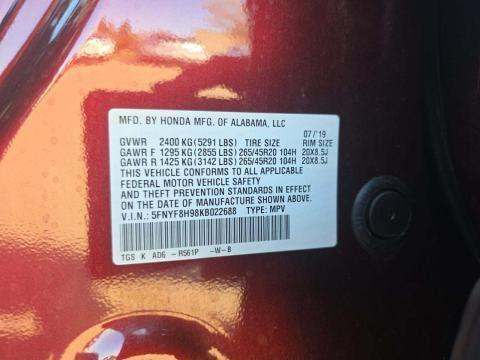 MFD. BY HONDA MFG. OF ALABAMA, LLC
07/'19
GVWR 2400 KG (5291 LBS) TIRE SIZE RIM SIZE
GAWR F 1295 KG (2855 LBS) 265/45R20 104H 20X8.5J
GAWR R 1425 KG (3142 LBS) 265/45R20 104H 20X8.5J
THIS VEHICLE CONFORMS TO ALL APPLICABLE
FEDERAL MOTOR VEHICLE SAFETY
AND THEFT PREVENTION STANDARDS IN EFFECT
ON THE DATE OF MANUFACTURE SHOWN ABOVE.
V.I.N.: 5FNYF8H98KB022688 TYPE: MPV
TGS K AD6 -R561P -W-B